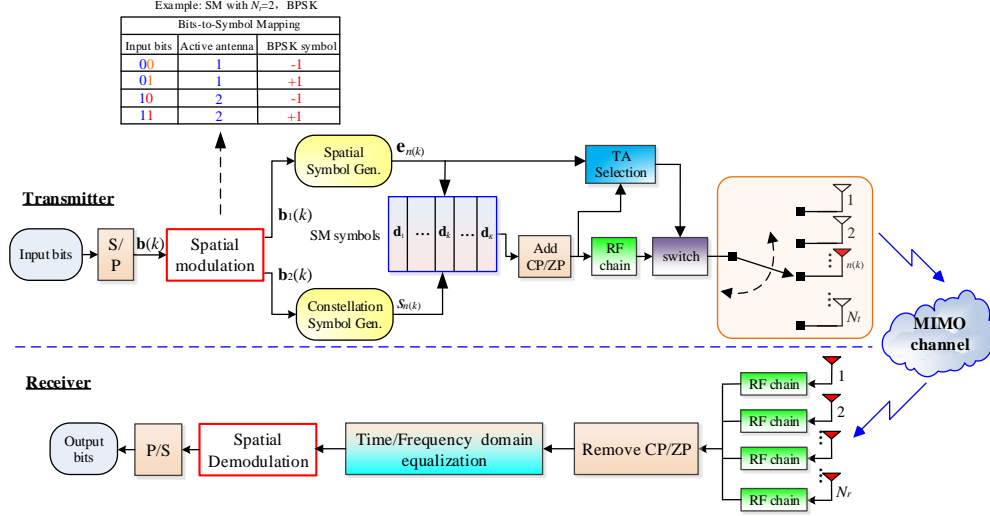 Example: SM with Nt=2, BPSK
Bits-to-Symbol Mapping
Input bits Active antenna BPSK symbol
00 1 -1
01 1 +1
10 2 -1
11 2 +1
Transmitter
Input bits
S/
P
b(k)
Spatial
modulation
b1(k)
b2(k)
Spatial
Symbol Gen.
Constellation
Symbol Gen.
en(k)
sn(k)
SM symbols
d1 … dk … dK
Add
CP/ZP
TA
Selection
RF
chain
switch
1
2
⋮ n(k)
⋮
Nt
MIMO
channel
Receiver
1
2
⋮
⋮
Nr
RF chain
RF chain
RF chain
RF chain
Remove CP/ZP
Time/Frequency domain
equalization
Spatial
Demodulation
P/S
Output
bits